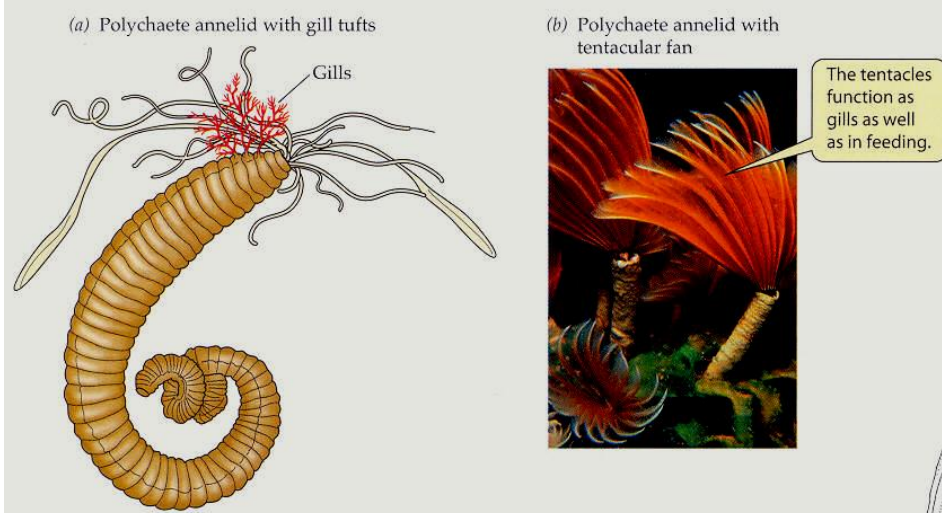 (a) Polychaete annelid with gill tufts
Gills
(b) Polychaete annelid with
tentacular fan
The tentacles
function as
gills as well
as in feeding.